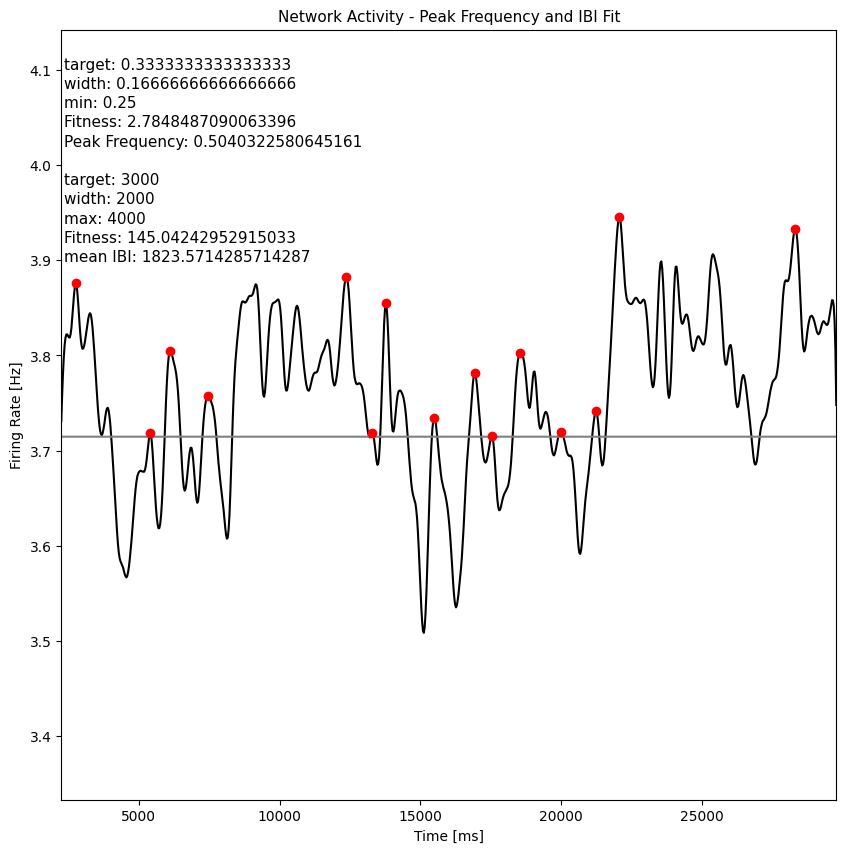 Network Activity - Peak Frequency and IBI Fit
target: 0.3333333333333333
width: 0.16666666666666666
min: 0.25
Fitness: 2.7848487090063396
Peak Frequency: 0.5040322580645161
target: 3000
width: 2000
max: 4000
Fitness: 145.04242952915033
mean IBI: 1823.5714285714287
Firing Rate [Hz]
4.1
4.0
3.9
3.8
3.7
3.6
3.5
3.4
5000 10000 15000 20000 25000
Time [ms]